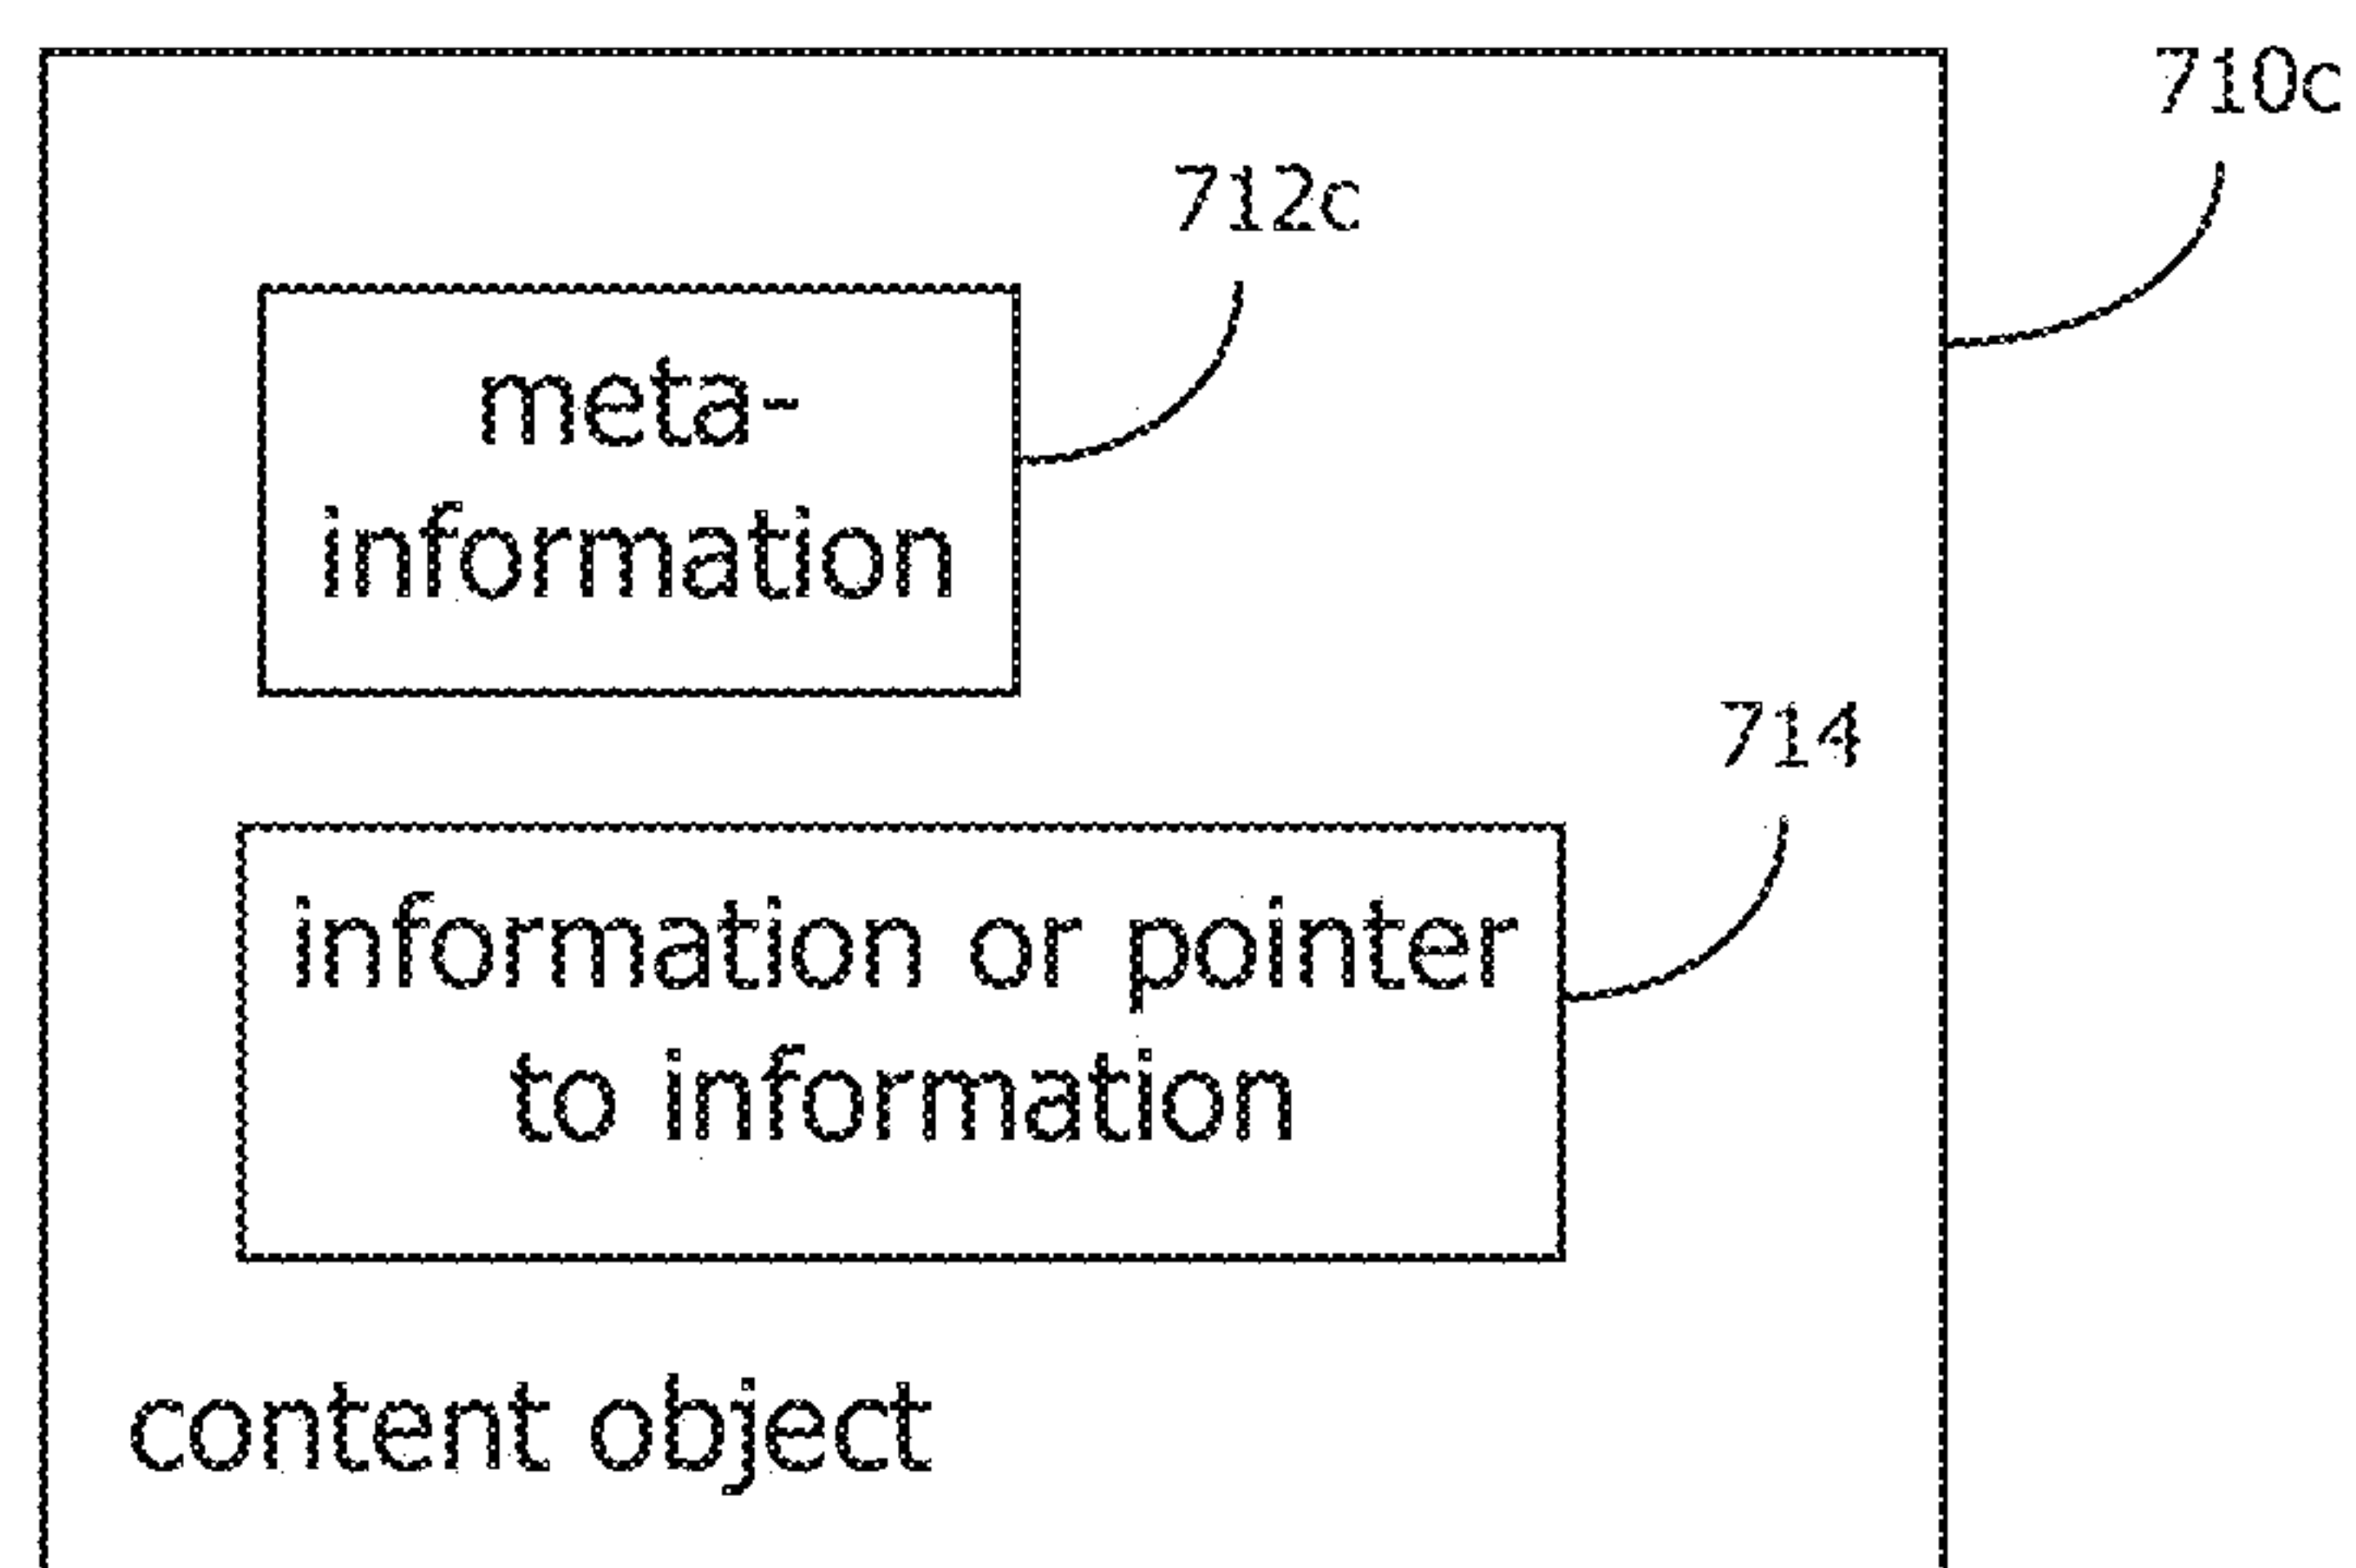 710c
712c
meta-
information
714
information or pointer
to information
content object